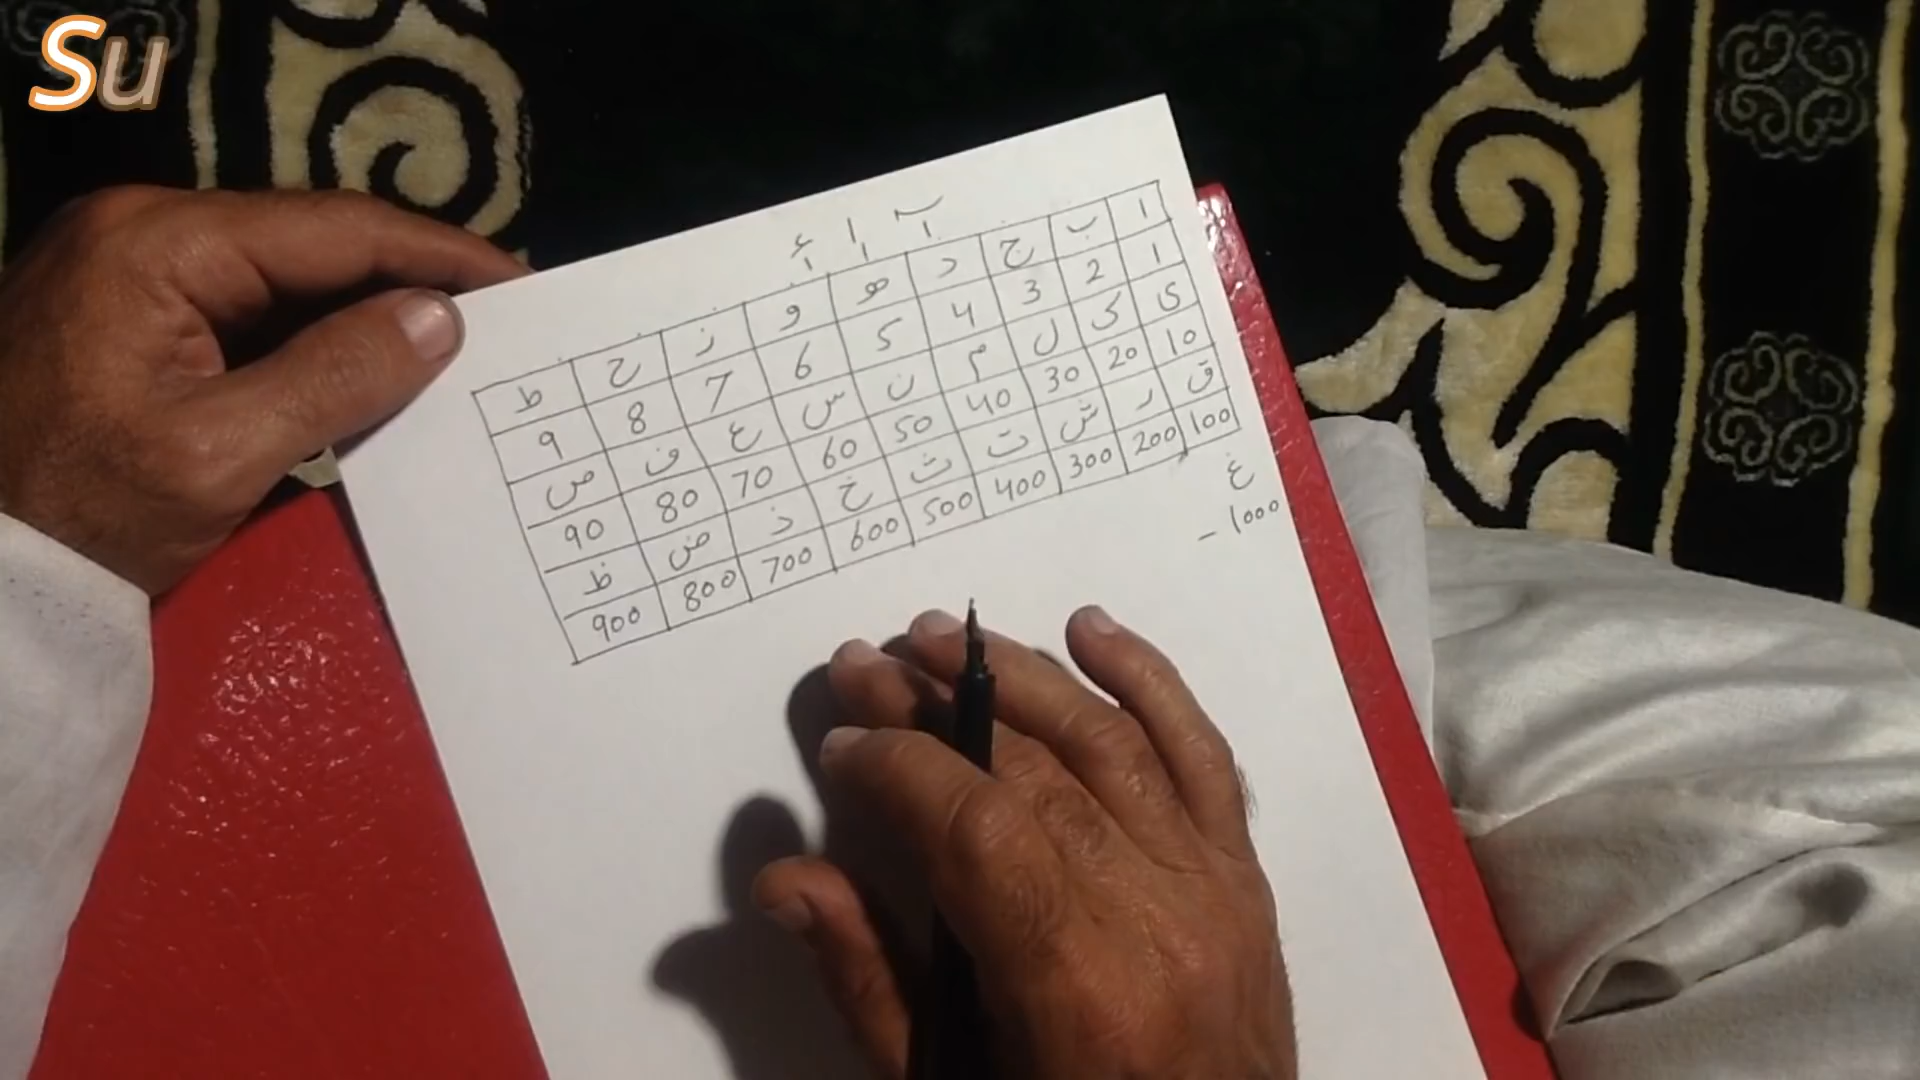 Su
آ ا أ
ا ب ج د ھ و ز ح ط
1 2 3 4 5 6 7 8 9
ی ک ل م ن س ع ف ص
10 20 30 40 50 60 70 80 90
ق ر ش ت ث خ ذ ض ظ
100 200 300 400 500 600 700 800 900
غ
1000 -